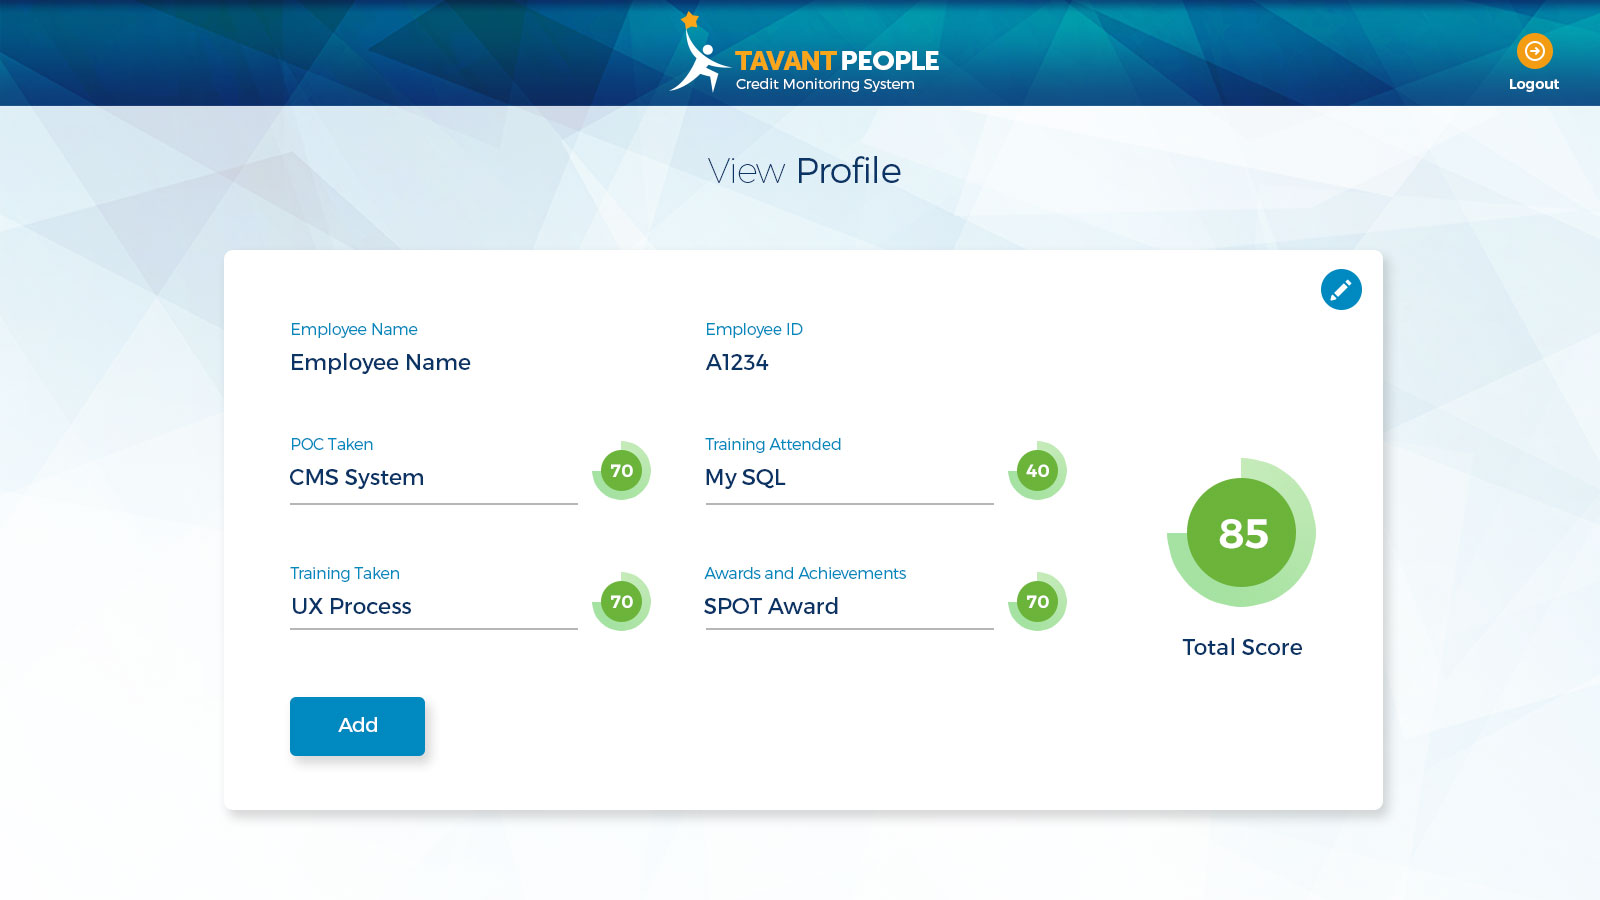 TAVANT PEOPLE
Credit Monitoring System
Logout
View Profile
Employee Name
Employee Name
Employee ID
A1234
POC Taken
CMS System
70
Training Attended
My SQL
40
Training Taken
UX Process
70
Awards and Achievements
SPOT Award
70
85
Total Score
Add